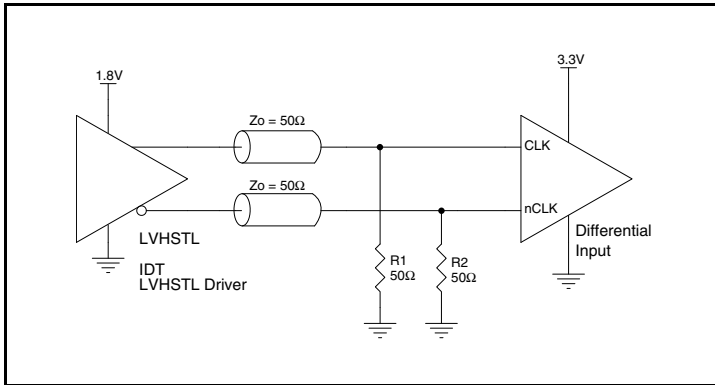 1.8V
3.3V
Zo = 50Ω
CLK
Zo = 50Ω
nCLK
Differential
Input
LVHSTL
IDT
LVHSTL Driver
R1
50Ω
R2
50Ω